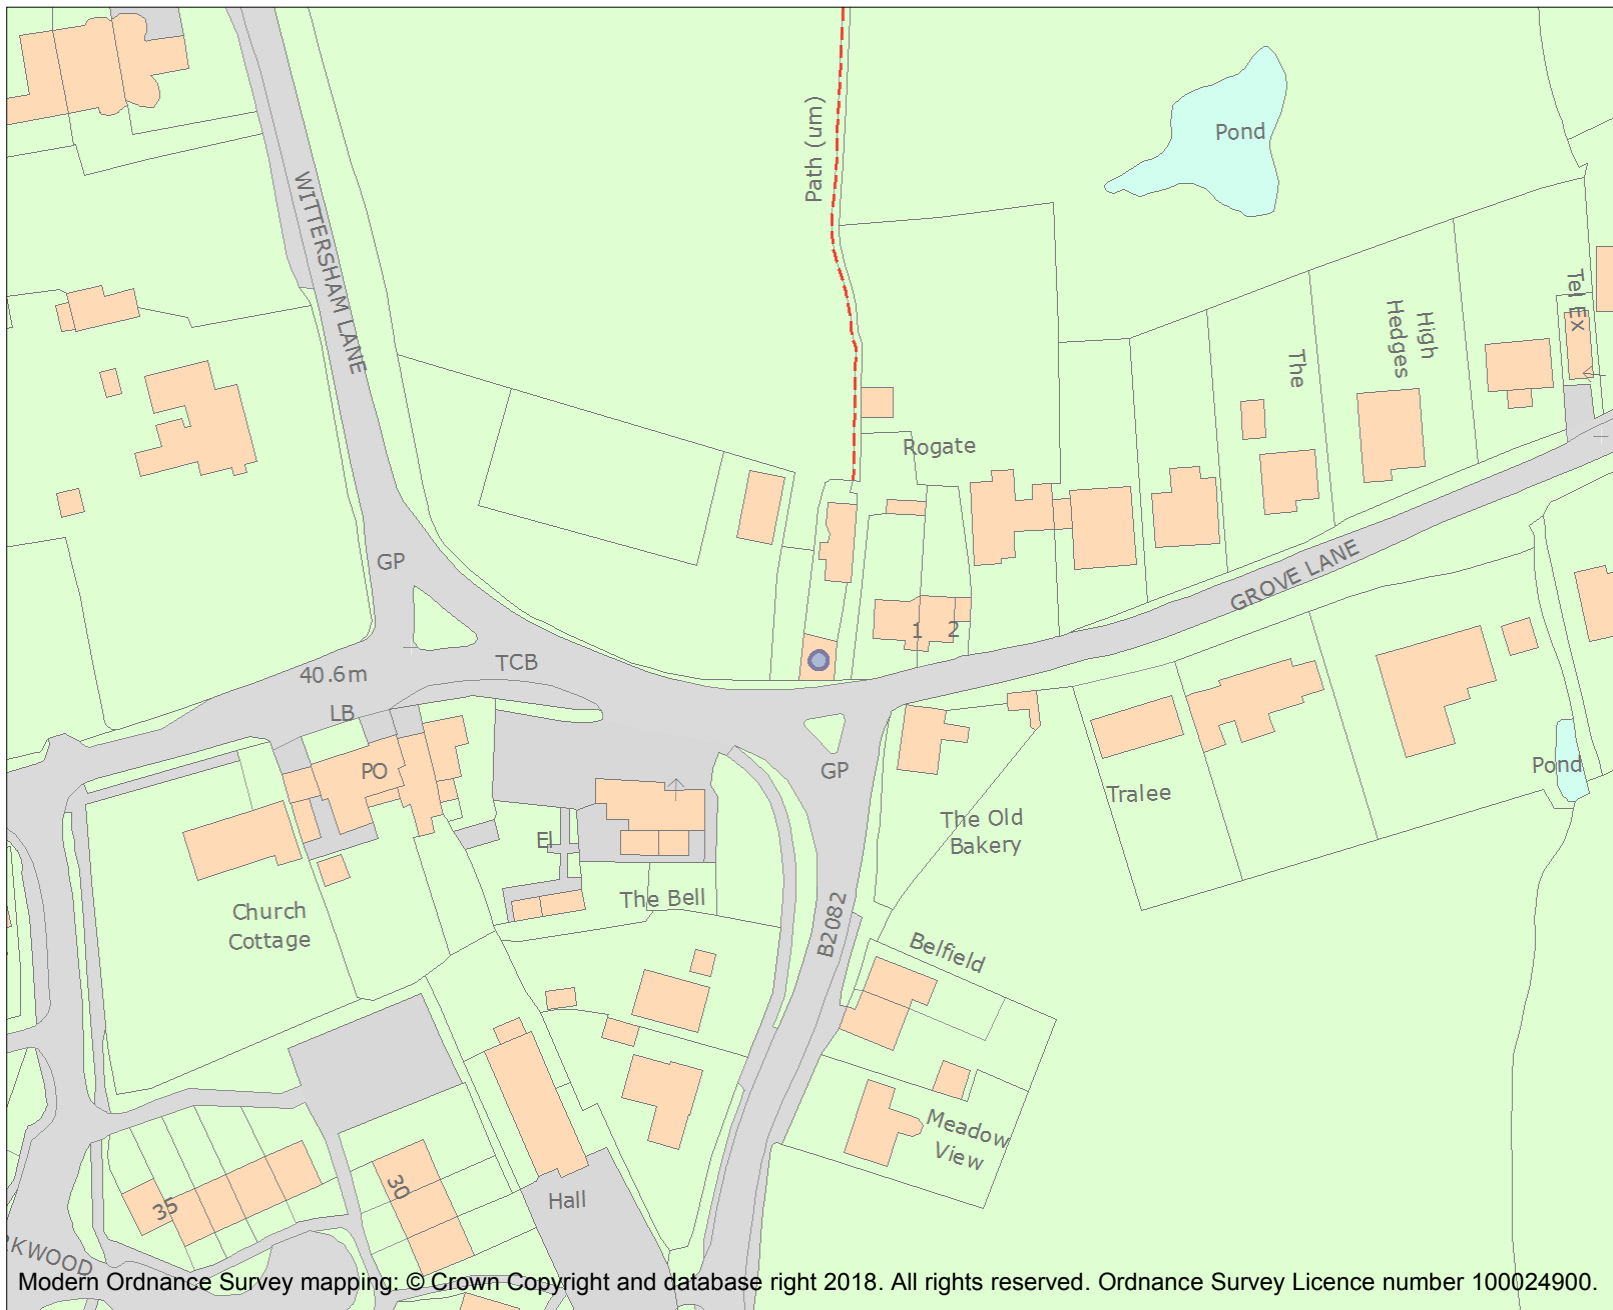 Pond
Path (um)
WITTERSHAM LANE
Tel Ex
High
Hedges
The
Rogate
GP
GROVE LANE
1
2
TCB
40.6m
LB
PO
GP
Pond
Tralee
The Old
Bakery
El
The Bell
Church
Cottage
B2082
Belfield
Meadow
View
30
35
Hall
RKWOOD
Modern Ordnance Survey mapping: © Crown Copyright and database right 2018. All rights reserved. Ordnance Survey Licence number 100024900.